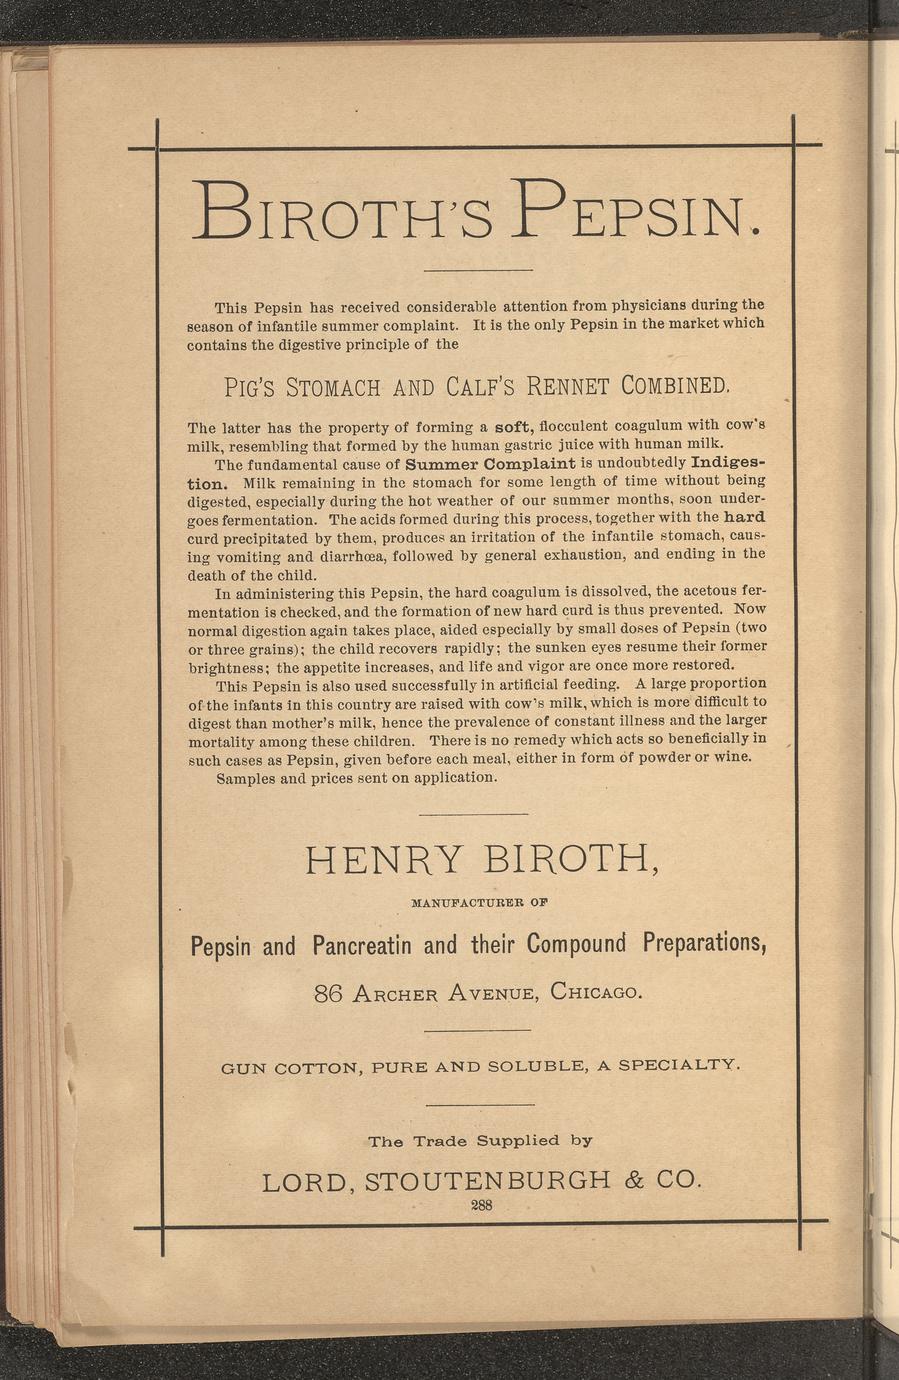 BIROTH'S PEPSIN.
This Pepsin has received considerable attention from physicians during the
season of infantile summer complaint. It is the only Pepsin in the market which
contains the digestive principle of the
PIG'S STOMACH AND CALF'S RENNET COMBINED.
The latter has the property of forming a soft, flocculent coagulum with cow's
milk, resembling that formed by the human gastric juice with human milk.
The fundamental cause of Summer Complaint is undoubtedly Indiges-
tion. Milk remaining in the stomach for some length of time without being
digested, especially during the hot weather of our summer months, soon under-
goes fermentation. The acids formed during this process, together with the hard
curd precipitated by them, produces an irritation of the infantile stomach, caus-
ing vomiting and diarrhœa, followed by general exhaustion, and ending in the
death of the child.
In administering this Pepsin, the hard coagulum is dissolved, the acetous fer-
mentation is checked, and the formation of new hard curd is thus prevented. Now
normal digestion again takes place, aided especially by small doses of Pepsin (two
or three grains); the child recovers rapidly; the sunken eyes resume their former
brightness; the appetite increases, and life and vigor are once more restored.
This Pepsin is also used successfully in artificial feeding. A large proportion
of the infants in this country are raised with cow's milk, which is more difficult to
digest than mother's milk, hence the prevalence of constant illness and the larger
mortality among these children. There is no remedy which acts so beneficially in
such cases as Pepsin, given before each meal, either in form of powder or wine.
Samples and prices sent on application.
HENRY BIROTH,
MANUFACTURER OF
Pepsin and Pancreatin and their Compound Preparations,
86 ARCHER AVENUE, CHICAGO.
GUN COTTON, PURE AND SOLUBLE, A SPECIALTY.
The Trade Supplied by
LORD, STOUTENBURGH & CO.
288